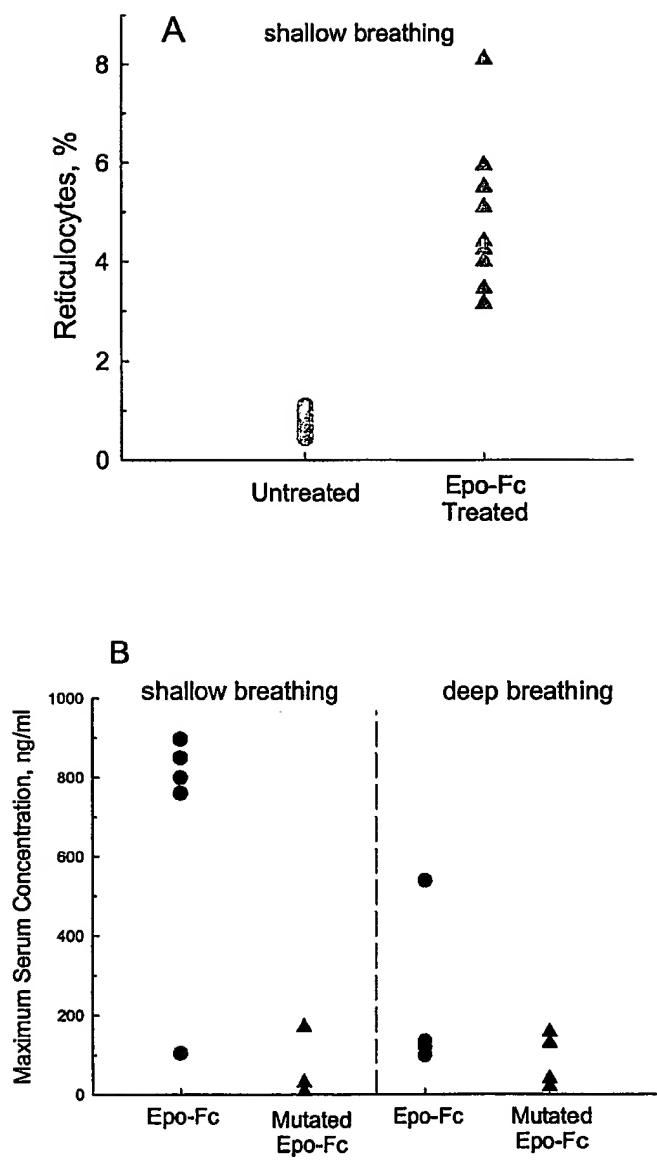 A
shallow breathing
Reticulocytes, %
8
6
4
2
0
Untreated
Epo-Fc
Treated
B
shallow breathing
deep breathing
Maximum Serum Concentration, ng/ml
1000
800
600
400
200
0
Epo-Fc
Mutated
Epo-Fc
Epo-Fc
Mutated
Epo-Fc